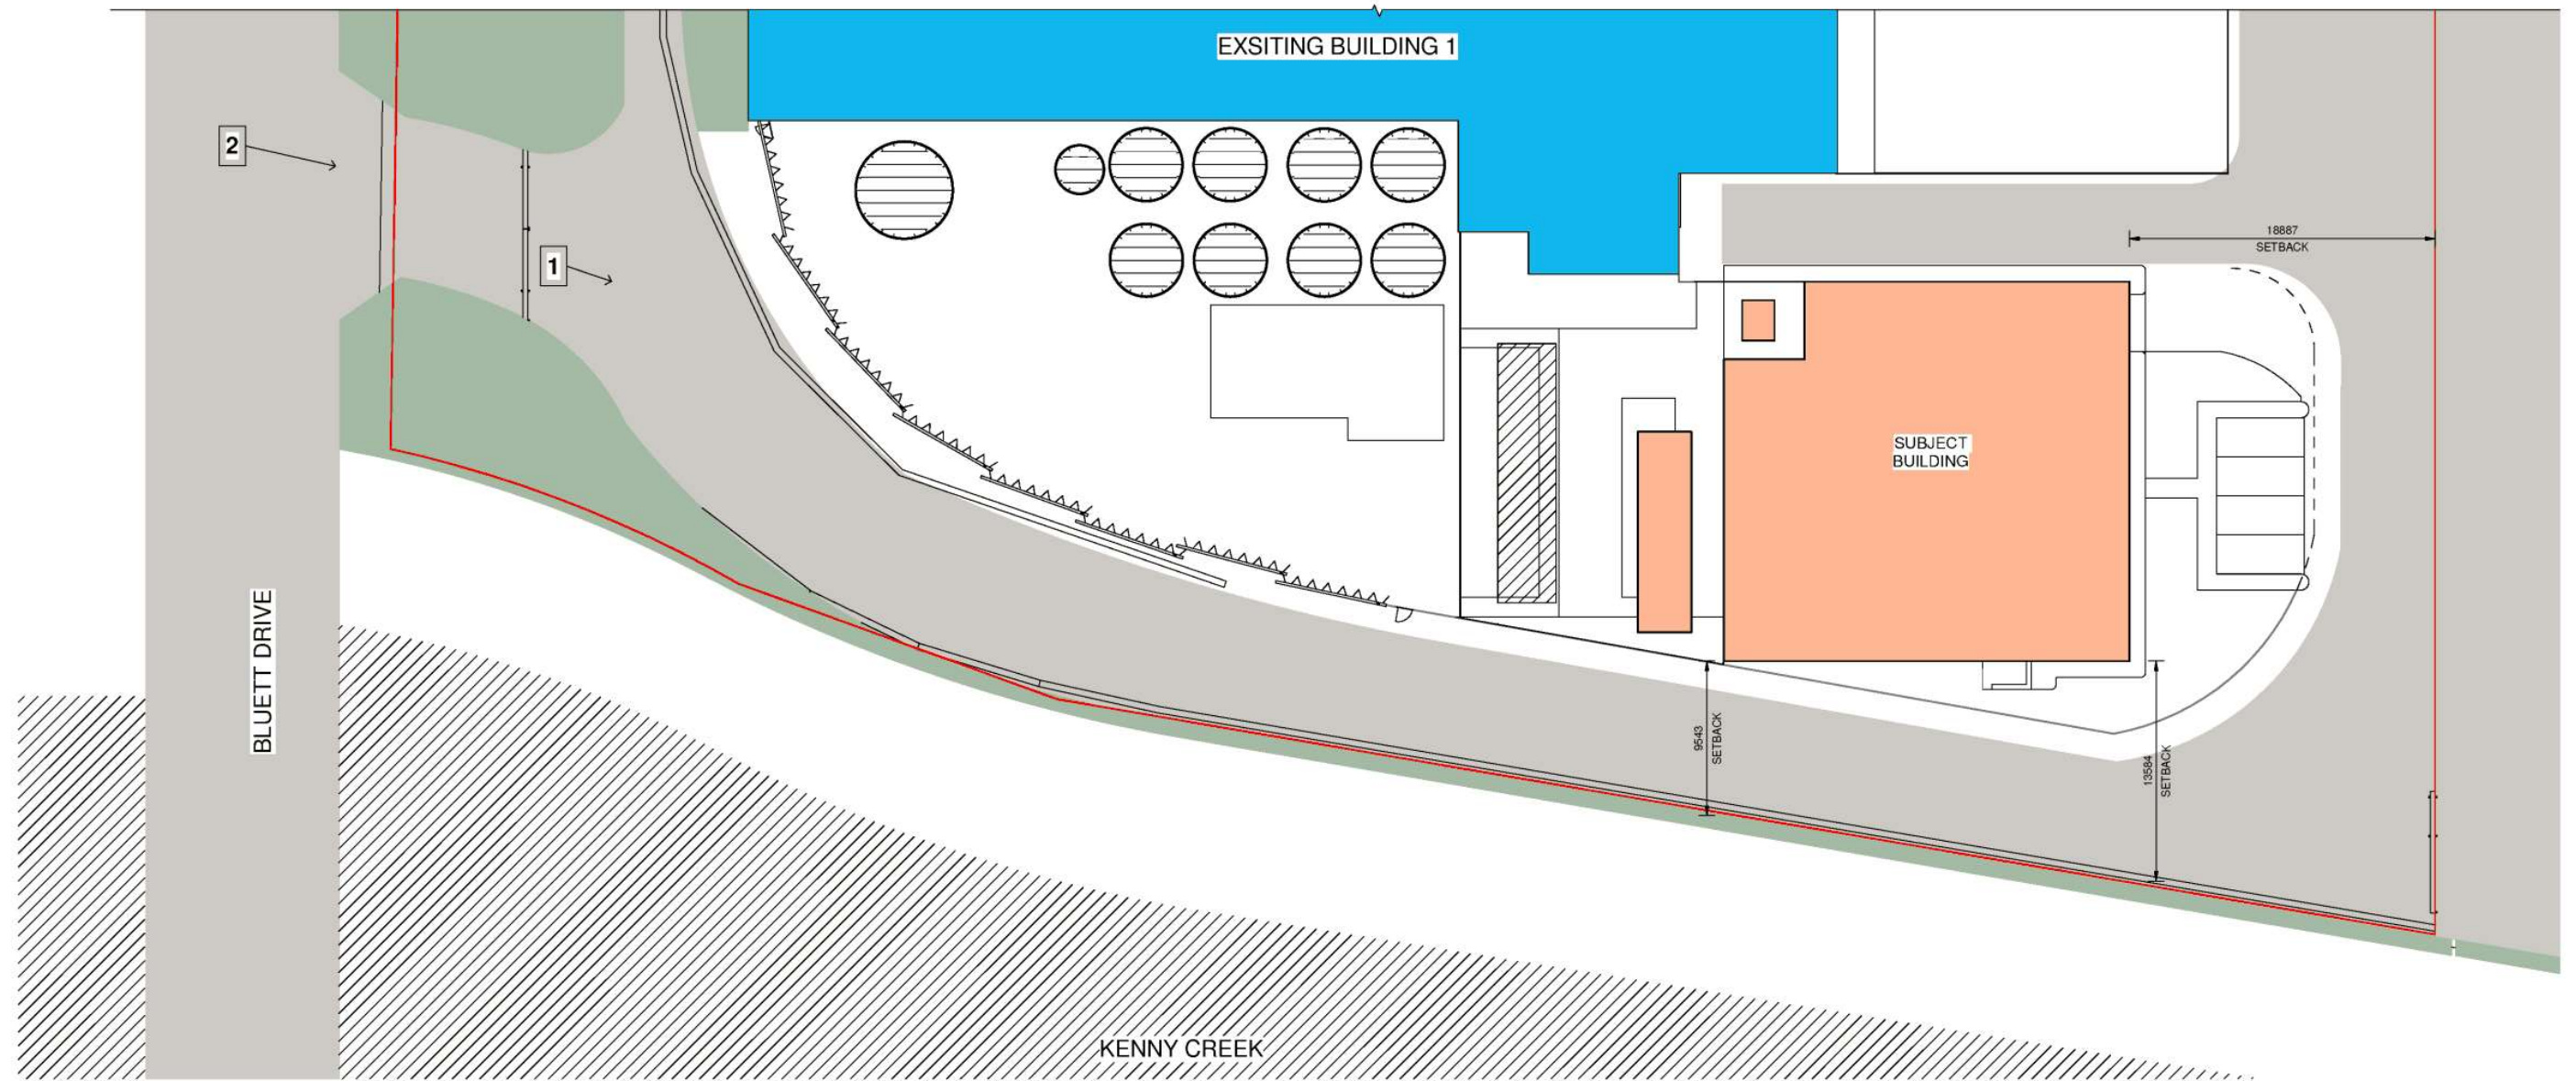 EXSITING BUILDING 1
2
1
18887
SETBACK
SUBJECT
BUILDING
BLUETT DRIVE
9543
SETBACK
13584
SETBACK
KENNY CREEK